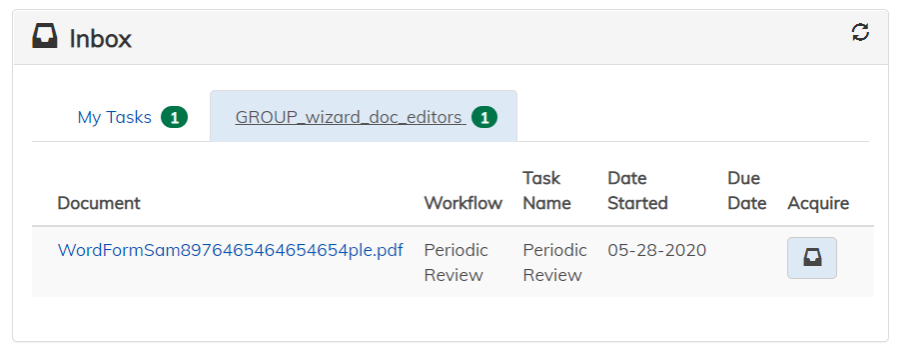 Inbox
My Tasks 1 GROUP_wizard_doc_editors 1
Document Workflow Task Name Date Started Due Date Acquire
WordFormSam8976465464654654ple.pdf Periodic Review Periodic Review 05-28-2020